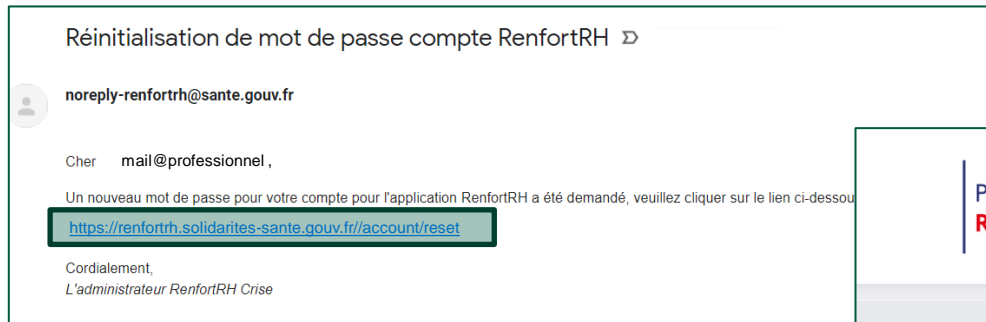 Réinitialisation de mot de passe compte RenfortRH
noreply-renfortrh@sante.gouv.fr
Cher mail@professionnel ,
Un nouveau mot de passe pour votre compte pour l'application RenfortRH a été demandé, veuillez cliquer sur le lien ci-dessou
https://renfortrh.solidarites-sante.gouv.fr//account/reset
Cordialement,
L'administrateur RenfortRH Crise
P
R